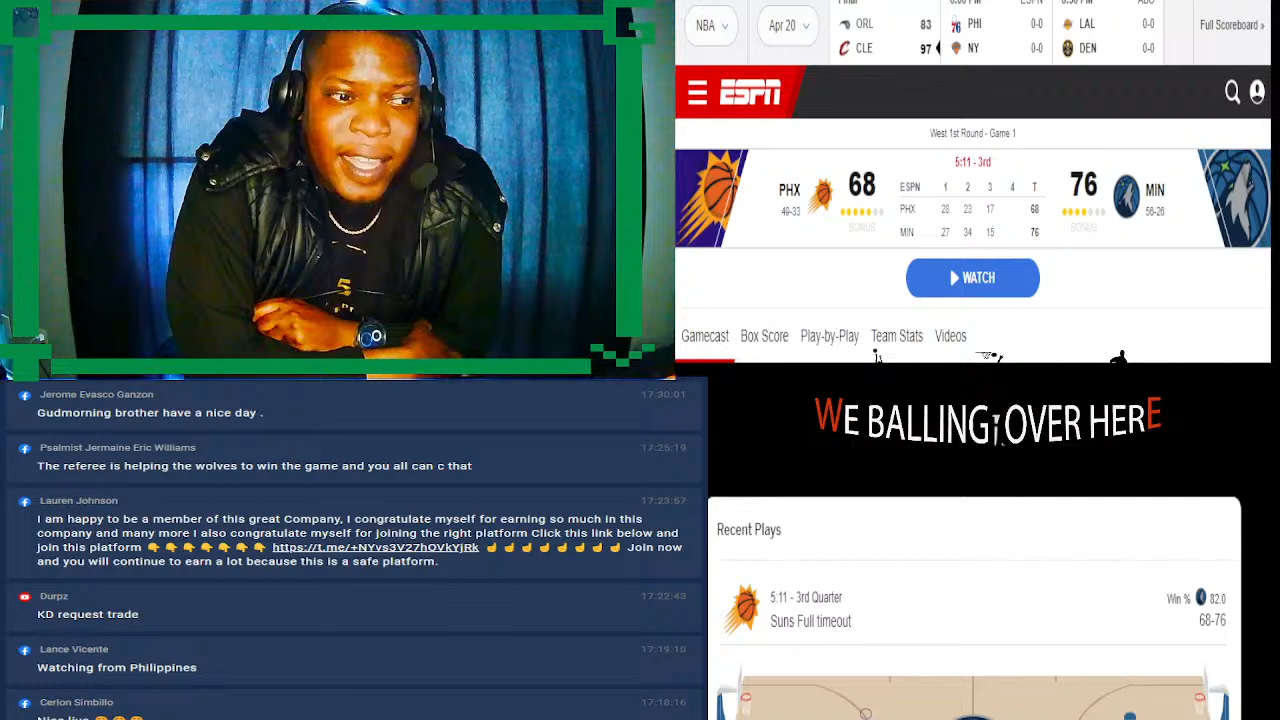 NBA
Apr 20
ORL 83
CLE 97
PHI 0-0
NY 0-0
LAL 0-0
DEN 0-0
Full Scoreboard »
ESPN
West 1st Round - Game 1
5:11 - 3rd
PHX 68
49-33
BONUS
ESPN 1 2 3 4 T
PHX 28 23 17 68
MIN 27 34 15 76
76 MIN
56-26
BONUS
WATCH
Gamecast Box Score Play-by-Play Team Stats Videos
Jerome Evasco Ganzon 17:30:01
Gudmorning brother have a nice day .
Psalmist Jermaine Eric Williams 17:25:19
The referee is helping the wolves to win the game and you all can c that
Lauren Johnson 17:23:57
I am happy to be a member of this great Company, I congratulate myself for earning so much in this
company and many more I also congratulate myself for joining the right platform Click this link below and
join this platform 👇 👇 👇 👇 👇 👇 👇 https://t.me/+NYvs3V27hOVkYjRk ☝ ☝ ☝ ☝ ☝ ☝ ☝ ☝ Join now
and you will continue to earn a lot because this is a safe platform.
Durpz 17:22:43
KD request trade
Lance Vicente 17:19:10
Watching from Philippines
Cerlon Simbillo 17:18:16
WE BALLING OVER HERE
Recent Plays
5:11 - 3rd Quarter
Suns Full timeout
Win % 82.0
68-76